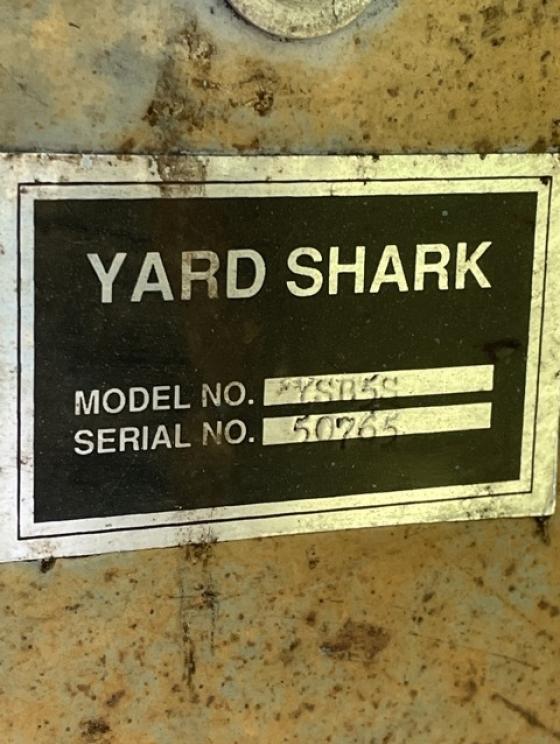 YARD SHARK
MODEL NO. YSB5S
SERIAL NO. 50765